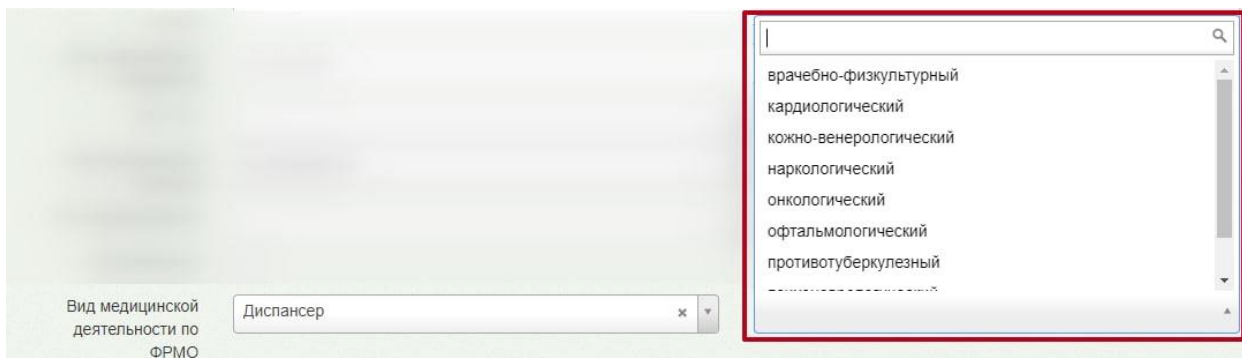 врачебно-физкультурный
кардиологический
кожно-венерологический
наркологический
онкологический
офтальмологический
противотуберкулезный
Вид медицинской
деятельности по
ФРМО
Диспансер